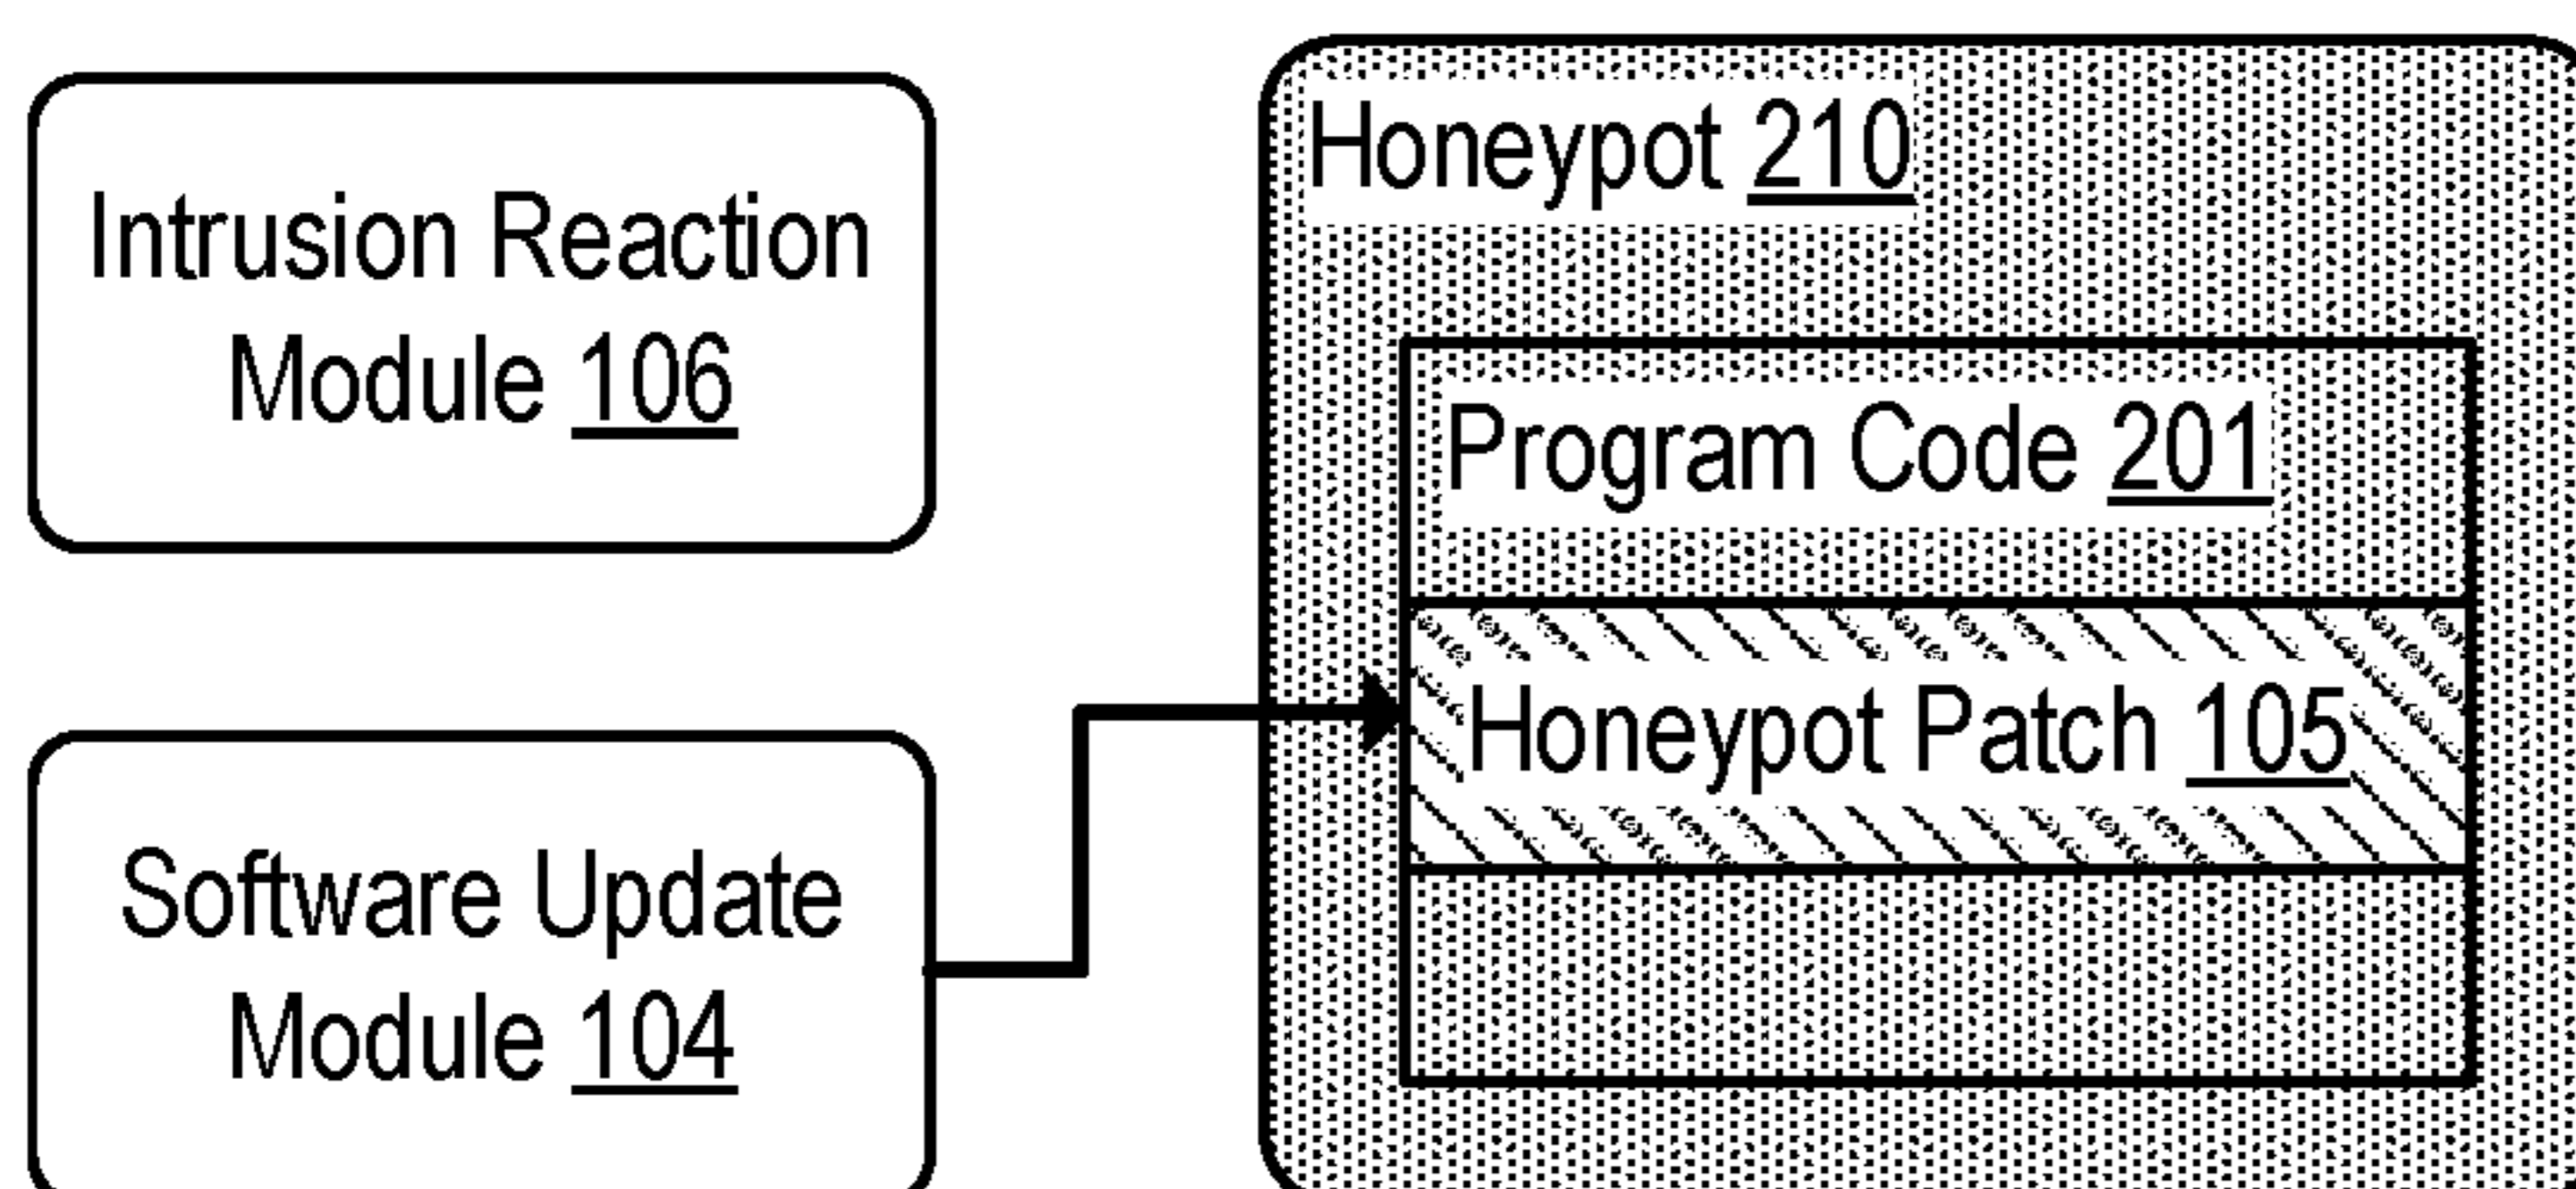 Intrusion Reaction
Module 106
Software Update
Module 104
Honeypot 210
Program Code 201
Honeypot Patch 105